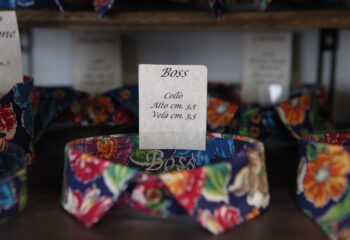 Boss
Collo
Alto cm. 3,5
Vela cm. 3,5
Boss